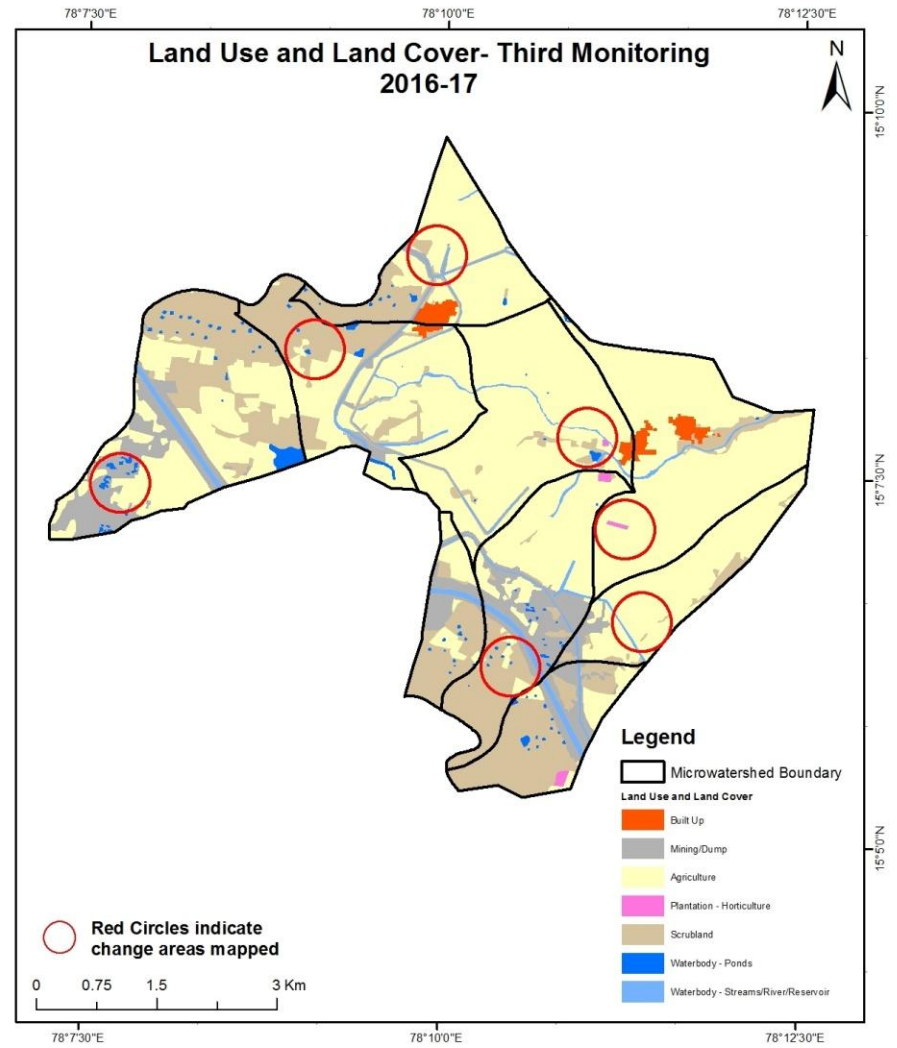 78°7'30"E 78°10'0"E 78°12'30"E
Land Use and Land Cover- Third Monitoring
2016-17
N
15°10'0"N
15°7'30"N
15°5'0"N
Legend
Microwatershed Boundary
Land Use and Land Cover
Built Up
Mining/Dump
Agriculture
Plantation - Horticulture
Scrubland
Waterbody - Ponds
Waterbody - Streams/River/Reservoir
Red Circles indicate
change areas mapped
0 0.75 1.5 3 Km
78°7'30"E 78°10'0"E 78°12'30"E